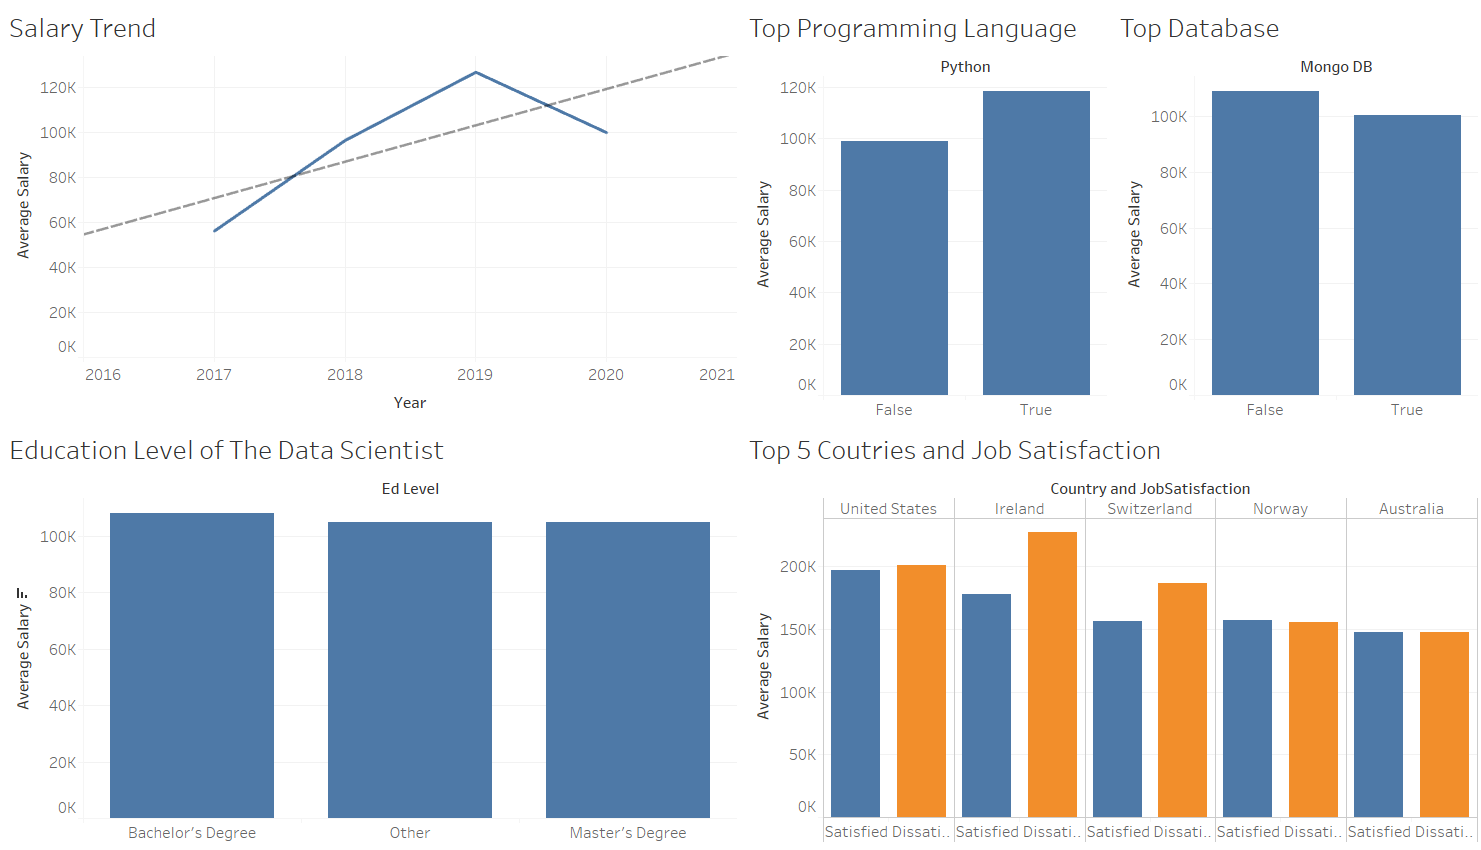 Salary Trend
120K
100K
80K
60K
40K
20K
0K
Average Salary
2016 2017 2018 2019 2020 2021
Year
Top Programming Language
Python
120K
100K
80K
60K
40K
20K
0K
Average Salary
False True
Top Database
Mongo DB
100K
80K
60K
40K
20K
0K
Average Salary
False True
Education Level of The Data Scientist
Ed Level
100K
80K
60K
40K
20K
0K
Average Salary
Bachelor’s Degree Other Master’s Degree
Top 5 Coutries and Job Satisfaction
Country and JobSatisfaction
United States Ireland Switzerland Norway Australia
200K
150K
100K
50K
0K
Average Salary
Satisfied Dissati.. Satisfied Dissati.. Satisfied Dissati.. Satisfied Dissati.. Satisfied Dissati..